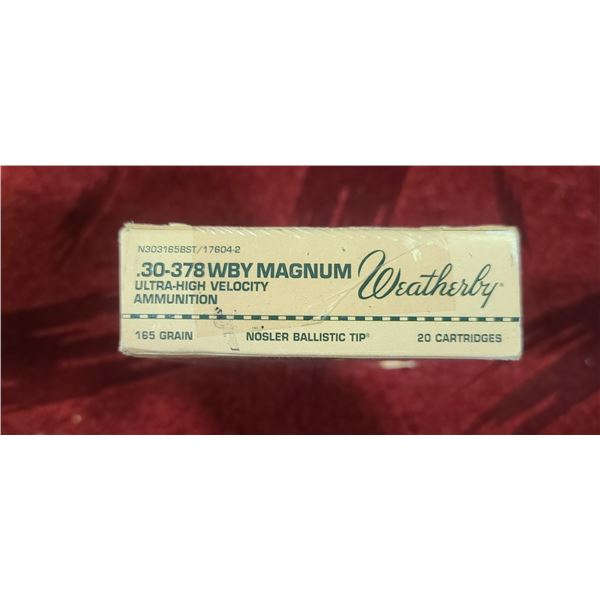 N303165BST/17604-2
.30-378 WBY MAGNUM
ULTRA-HIGH VELOCITY
AMMUNITION
Weatherby®
165 GRAIN NOSLER BALLISTIC TIP® 20 CARTRIDGES